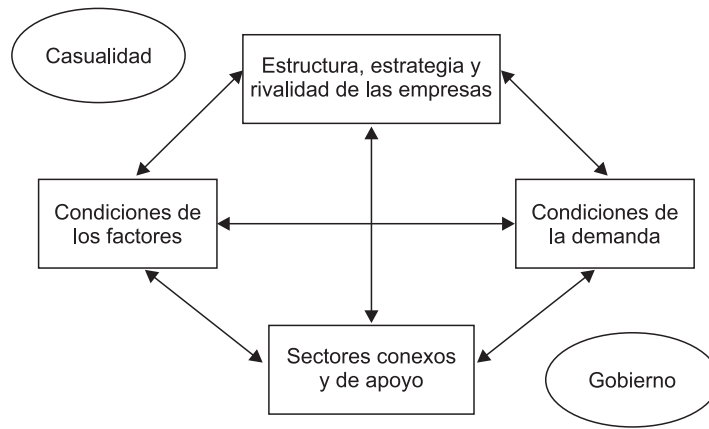 Casualidad
Estructura, estrategia y
rivalidad de las empresas
Condiciones de
los factores
Condiciones de
la demanda
Sectores conexos
y de apoyo
Gobierno